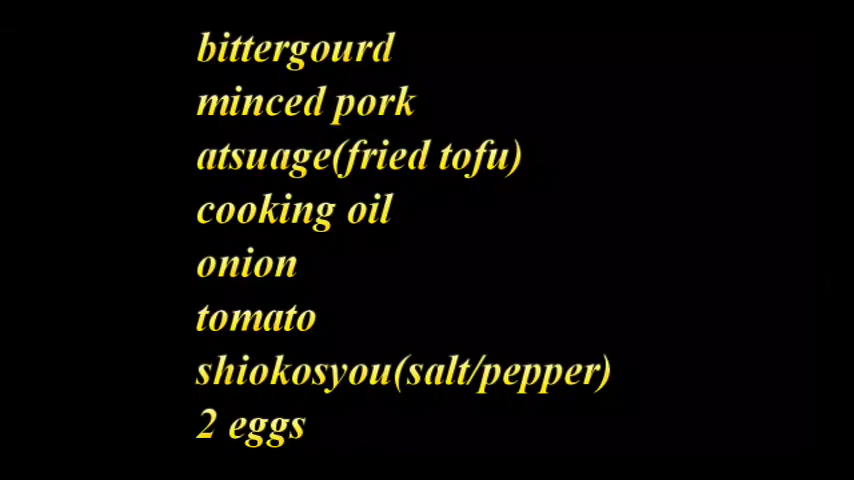 bittergourd
minced pork
atsuage(fried tofu)
cooking oil
onion
tomato
shiokosyou(salt/pepper)
2 eggs